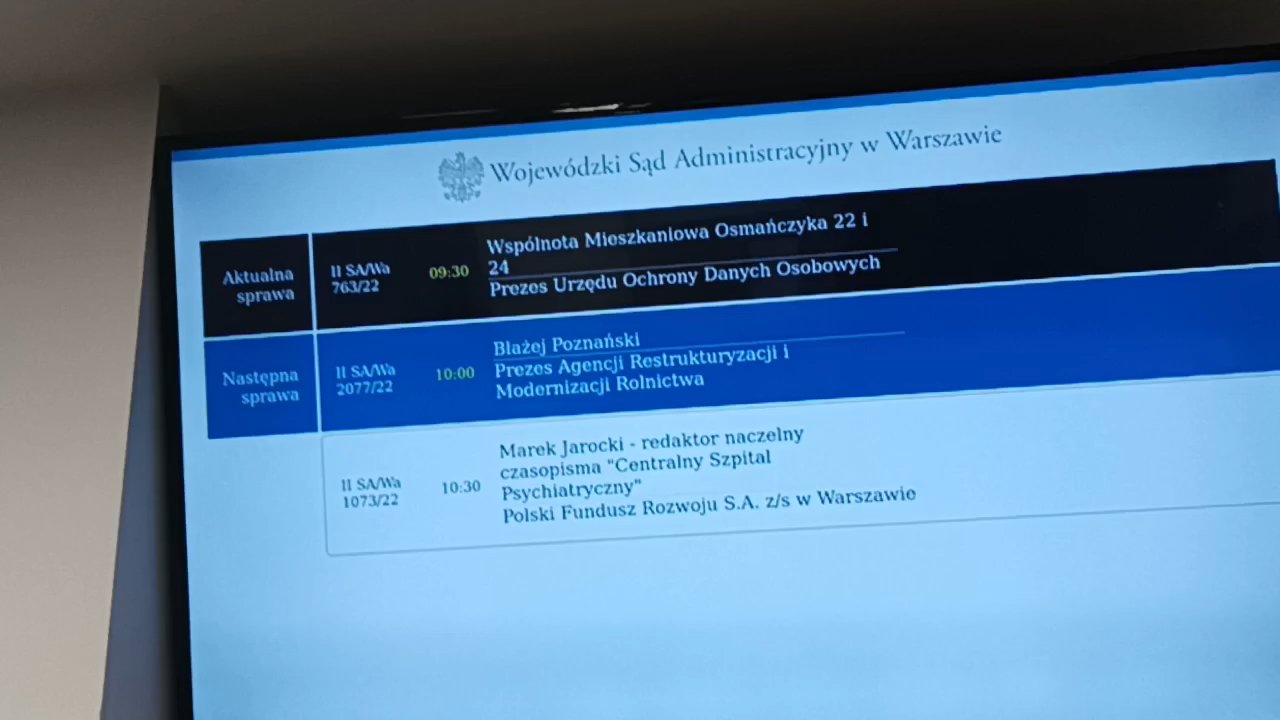 Wojewódzki Sąd Administracyjny w Warszawie
Aktualna
sprawa
II SA/Wa
763/22
09:30
Wspólnota Mieszkaniowa Osmańczyka 22 i
24
Prezes Urzędu Ochrony Danych Osobowych
Następna
sprawa
II SA/Wa
2077/22
10:00
Błażej Poznański
Prezes Agencji Restrukturyzacji i
Modernizacji Rolnictwa
II SA/Wa
1073/22
10:30
Marek Jarocki - redaktor naczelny
czasopisma "Centralny Szpital
Psychiatryczny"
Polski Fundusz Rozwoju S.A. z/s w Warszawie